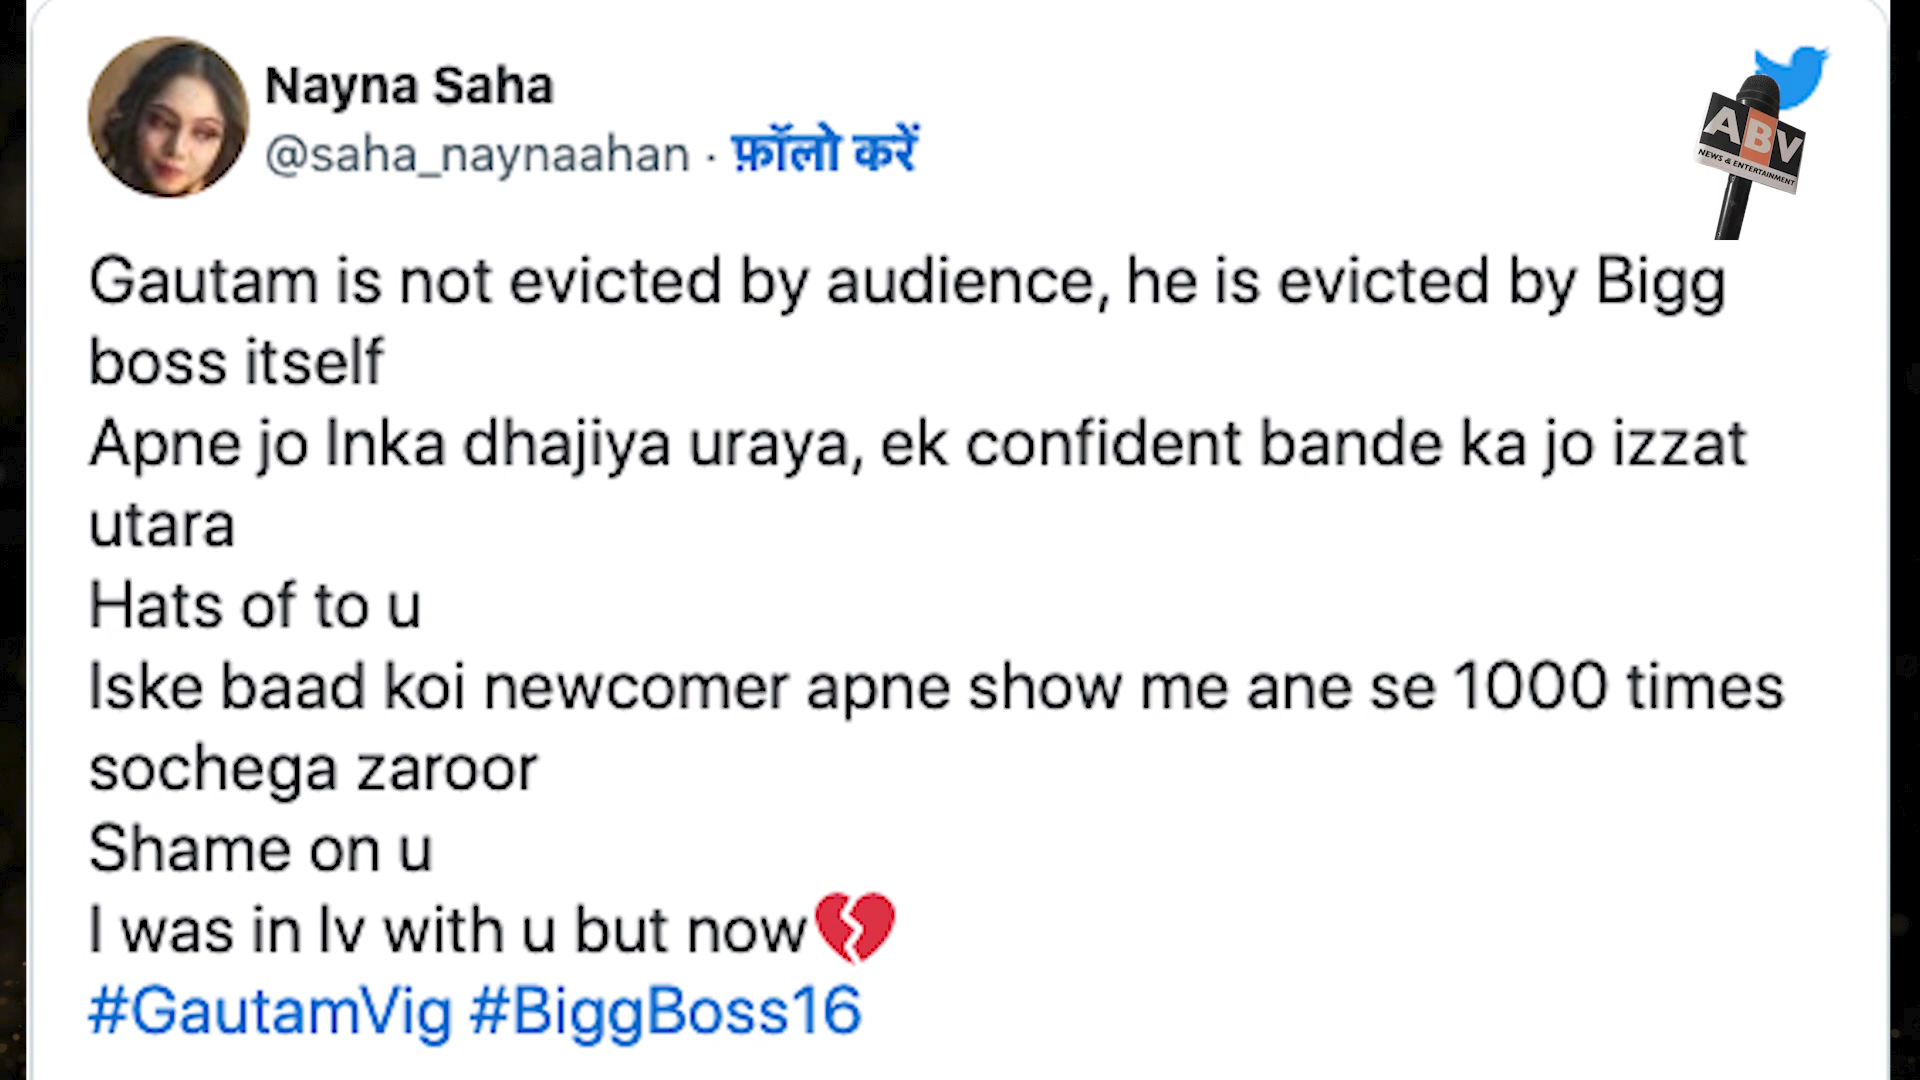 Nayna Saha
@saha_naynaahan · फ़ॉलो करें
ABV
NEWS & ENTERTAINMENT
Gautam is not evicted by audience, he is evicted by Bigg
boss itself
Apne jo Inka dhajiya uraya, ek confident bande ka jo izzat
utara
Hats of to u
Iske baad koi newcomer apne show me ane se 1000 times
sochega zaroor
Shame on u
I was in lv with u but now💔
#GautamVig #BiggBoss16